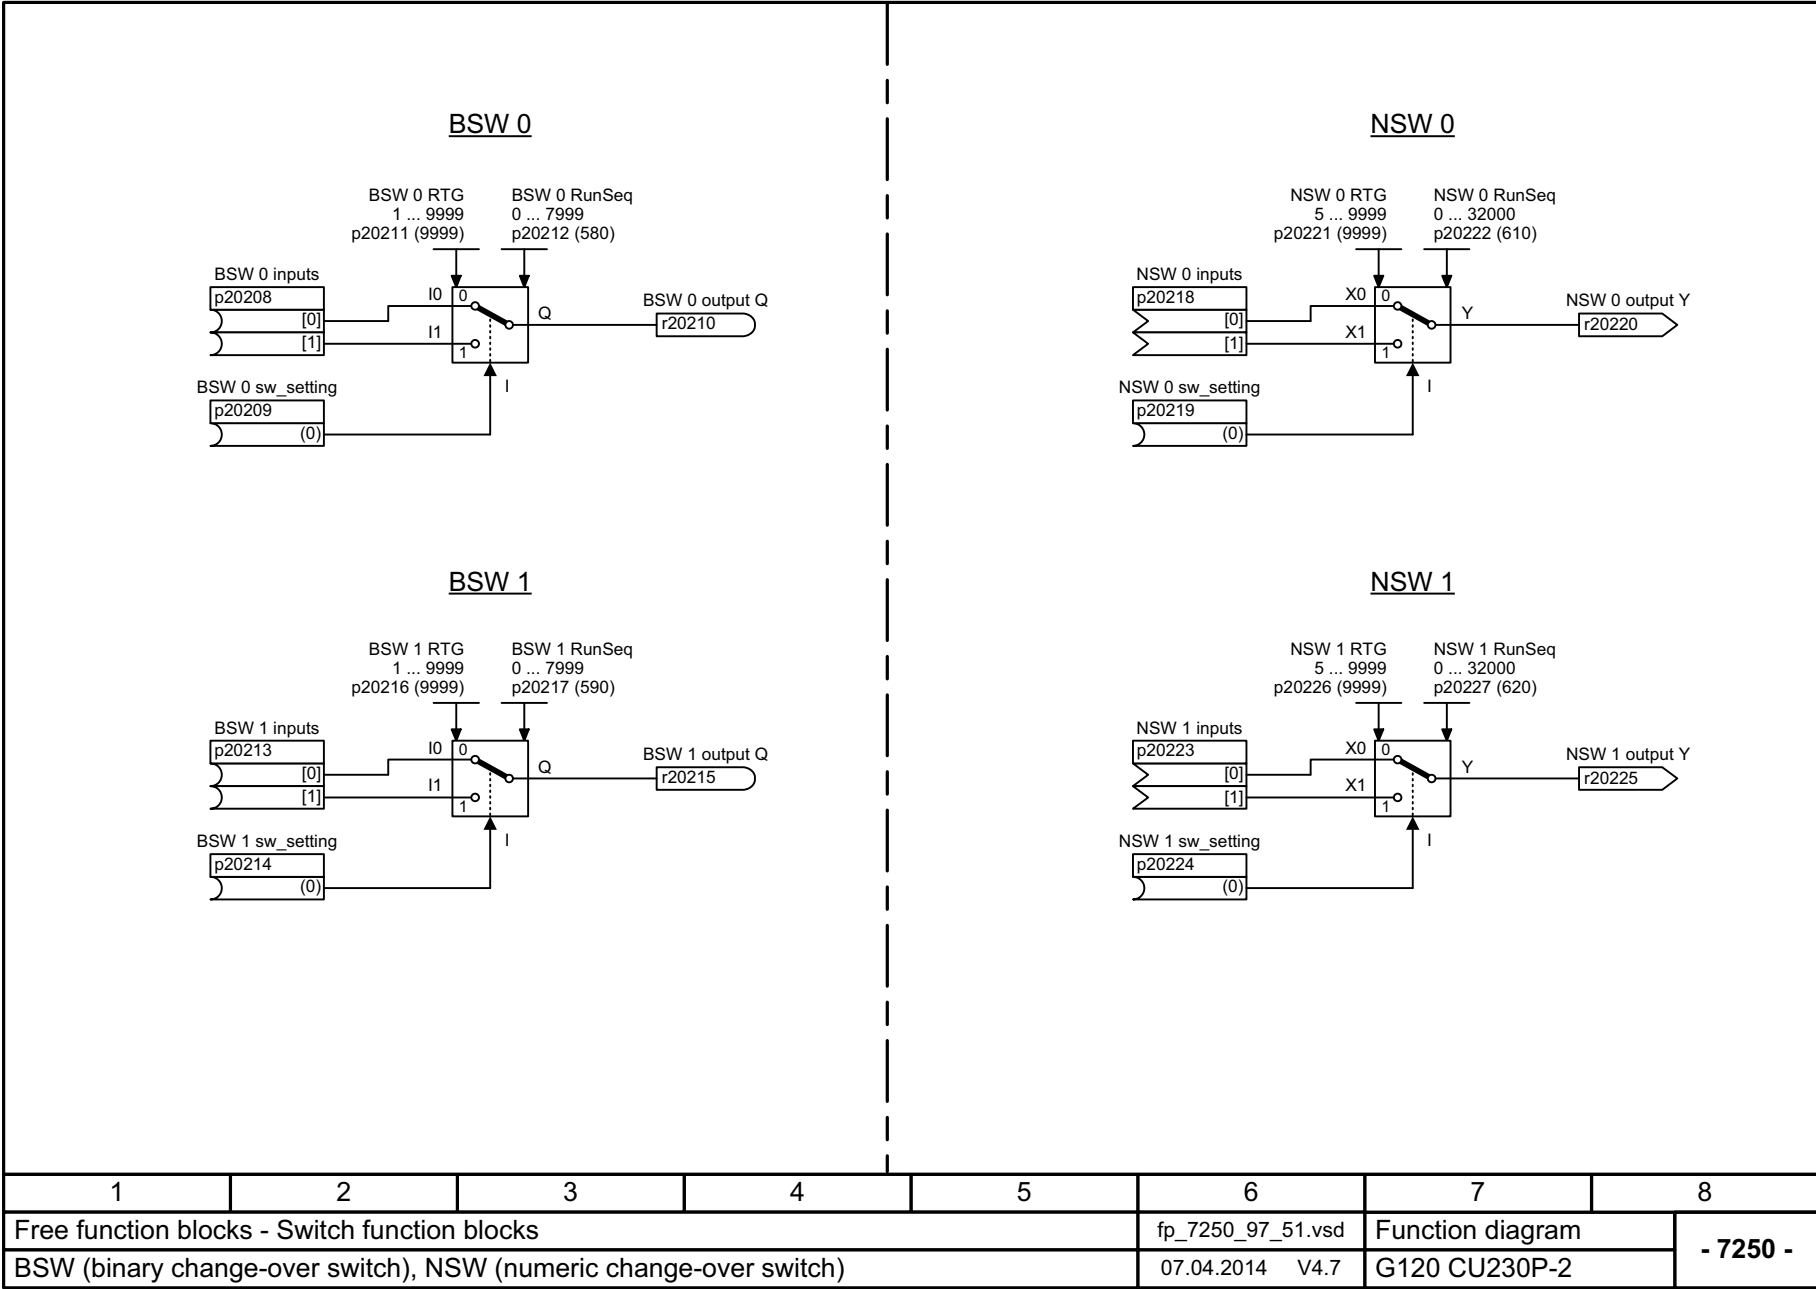 BSW 0
BSW 0 RTG
1 ... 9999
p20211 (9999)
BSW 0 RunSeq
0 ... 7999
p20212 (580)
BSW 0 inputs
p20208
[0]
[1]
I0
I1
0
1
Q
I
BSW 0 output Q
r20210
BSW 0 sw_setting
p20209
(0)
BSW 1
BSW 1 RTG
1 ... 9999
p20216 (9999)
BSW 1 RunSeq
0 ... 7999
p20217 (590)
BSW 1 inputs
p20213
[0]
[1]
I0
I1
0
1
Q
I
BSW 1 output Q
r20215
BSW 1 sw_setting
p20214
(0)
NSW 0
NSW 0 RTG
5 ... 9999
p20221 (9999)
NSW 0 RunSeq
0 ... 32000
p20222 (610)
NSW 0 inputs
p20218
[0]
[1]
X0
X1
0
1
Y
I
NSW 0 output Y
r20220
NSW 0 sw_setting
p20219
(0)
NSW 1
NSW 1 RTG
5 ... 9999
p20226 (9999)
NSW 1 RunSeq
0 ... 32000
p20227 (620)
NSW 1 inputs
p20223
[0]
[1]
X0
X1
0
1
Y
I
NSW 1 output Y
r20225
NSW 1 sw_setting
p20224
(0)
1 2 3 4 5 6 7 8
Free function blocks - Switch function blocks
BSW (binary change-over switch), NSW (numeric change-over switch)
fp_7250_97_51.vsd
07.04.2014 V4.7
Function diagram
G120 CU230P-2
- 7250 -